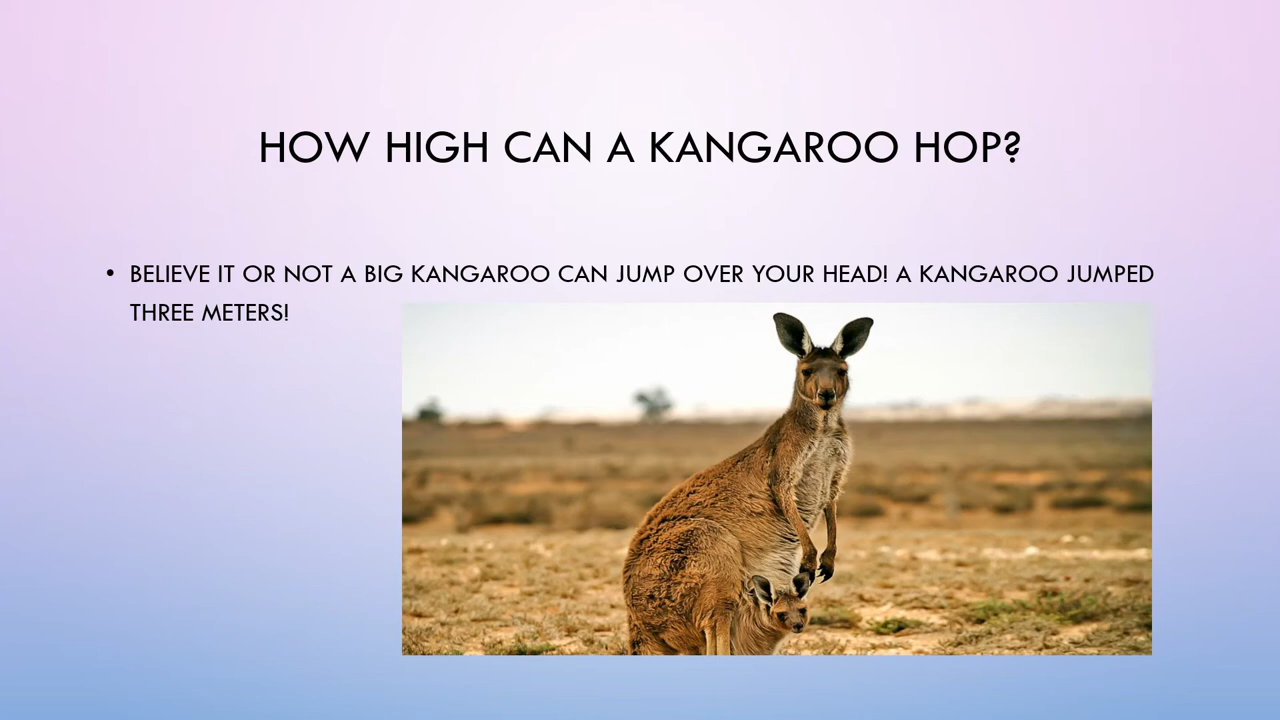 HOW HIGH CAN A KANGAROO HOP?
• BELIEVE IT OR NOT A BIG KANGAROO CAN JUMP OVER YOUR HEAD! A KANGAROO JUMPED
THREE METERS!